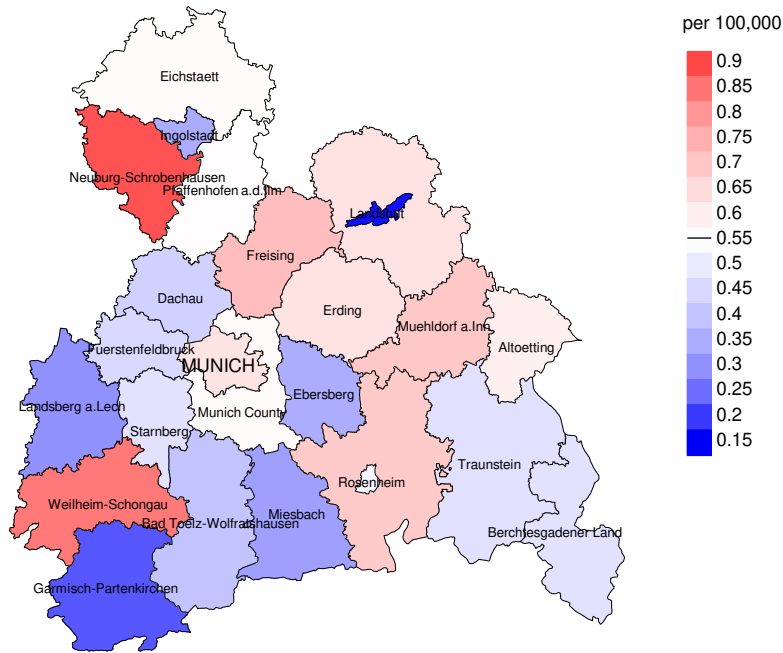 per 100,000
0.9
0.85
0.8
0.75
0.7
0.65
0.6
0.55
0.5
0.45
0.4
0.35
0.3
0.25
0.2
0.15
Eichstaett
Ingolstadt
Neuburg-Schrobenhausen
Pfaffenhofen a.d.Ilm
Landshut
Freising
Dachau
Erding
Muehldorf a.Inn
Altoetting
Fuerstenfeldbruck
MUNICH
Ebersberg
Landsberg a.Lech
Munich County
Starnberg
Traunstein
Rosenheim
Weilheim-Schongau
Miesbach
Bad Toelz-Wolfratshausen
Berchtesgadener Land
Garmisch-Partenkirchen